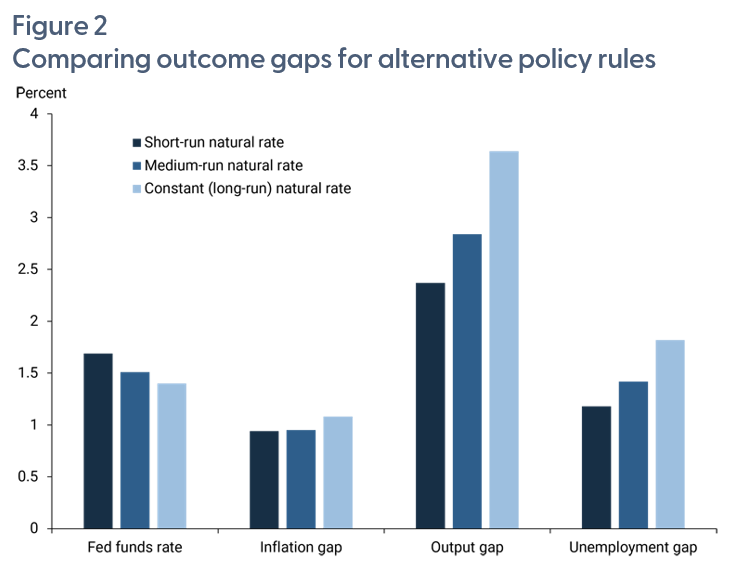 Figure 2
Comparing outcome gaps for alternative policy rules
Percent
4
3.5
3
2.5
2
1.5
1
0.5
0
Short-run natural rate
Medium-run natural rate
Constant (long-run) natural rate
Fed funds rate
Inflation gap
Output gap
Unemployment gap